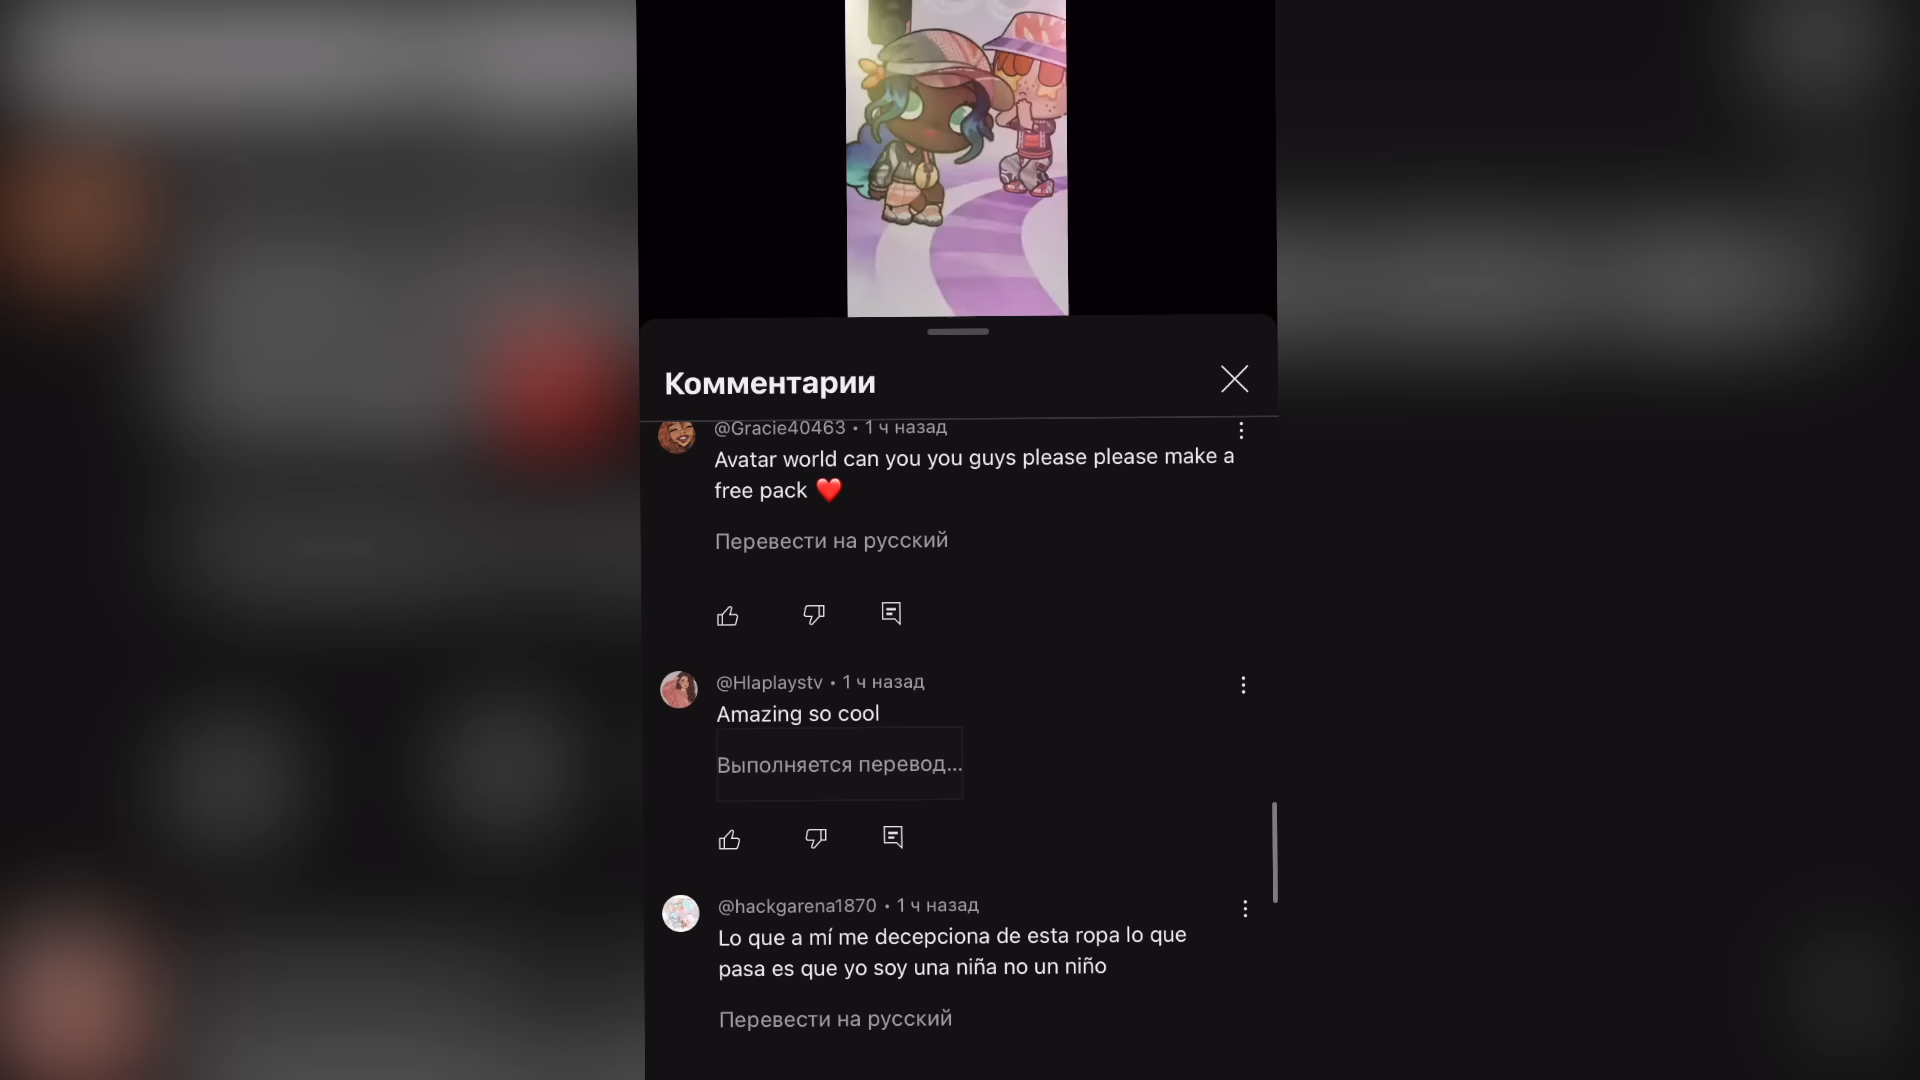 Комментарии
@Gracie40463 • 1 ч назад
Avatar world can you you guys please please make a
free pack ❤️
Перевести на русский
@Hlaplaystv • 1 ч назад
Amazing so cool
Выполняется перевод...
@hackgarena1870 • 1 ч назад
Lo que a mí me decepciona de esta ropa lo que
pasa es que yo soy una niña no un niño
Перевести на русский